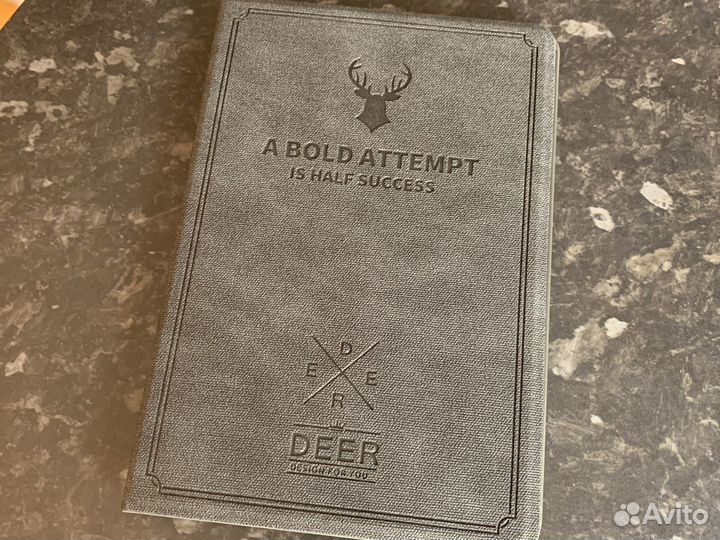 A BOLD ATTEMPT
IS HALF SUCCESS
D
E E
R
DEER
DESIGN FOR YOU
Avito